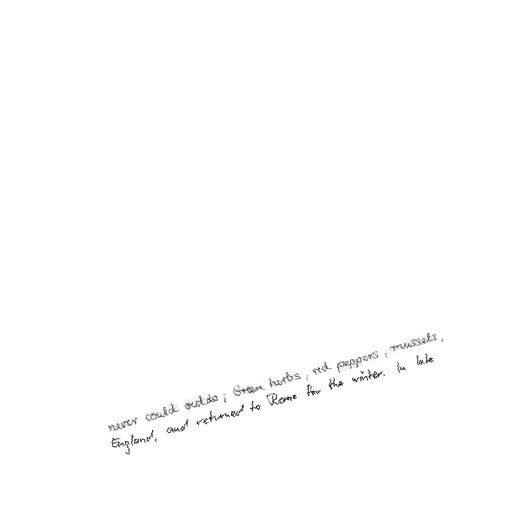 never could outdo ; Green herbs , red peppers , mussels ,
England, and returned to Rome for the winter. In late